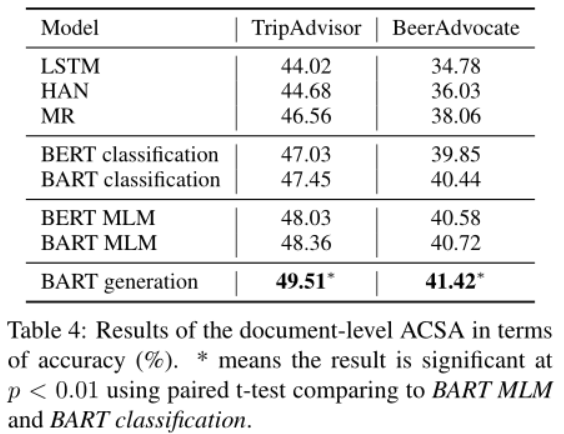 Model TripAdvisor BeerAdvocate
LSTM 44.02 34.78
HAN 44.68 36.03
MR 46.56 38.06
BERT classification 47.03 39.85
BART classification 47.45 40.44
BERT MLM 48.03 40.58
BART MLM 48.36 40.72
BART generation 49.51* 41.42*
Table 4: Results of the document-level ACSA in terms
of accuracy (%). * means the result is significant at
p < 0.01 using paired t-test comparing to BART MLM
and BART classification.